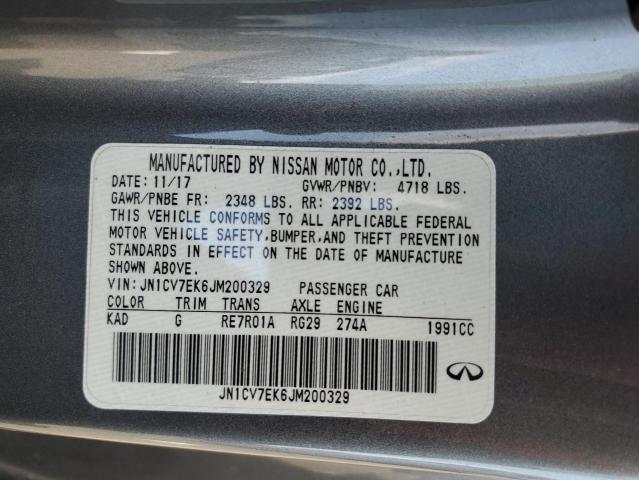 MANUFACTURED BY NISSAN MOTOR CO.,LTD.
DATE: 11/17 GVWR/PNBV: 4718 LBS.
GAWR/PNBE FR: 2348 LBS. RR: 2392 LBS.
THIS VEHICLE CONFORMS TO ALL APPLICABLE FEDERAL
MOTOR VEHICLE SAFETY,BUMPER,AND THEFT PREVENTION
STANDARDS IN EFFECT ON THE DATE OF MANUFACTURE
SHOWN ABOVE.
VIN: JN1CV7EK6JM200329 PASSENGER CAR
COLOR TRIM TRANS AXLE ENGINE
KAD G RE7R01A RG29 274A 1991CC
JN1CV7EK6JM200329